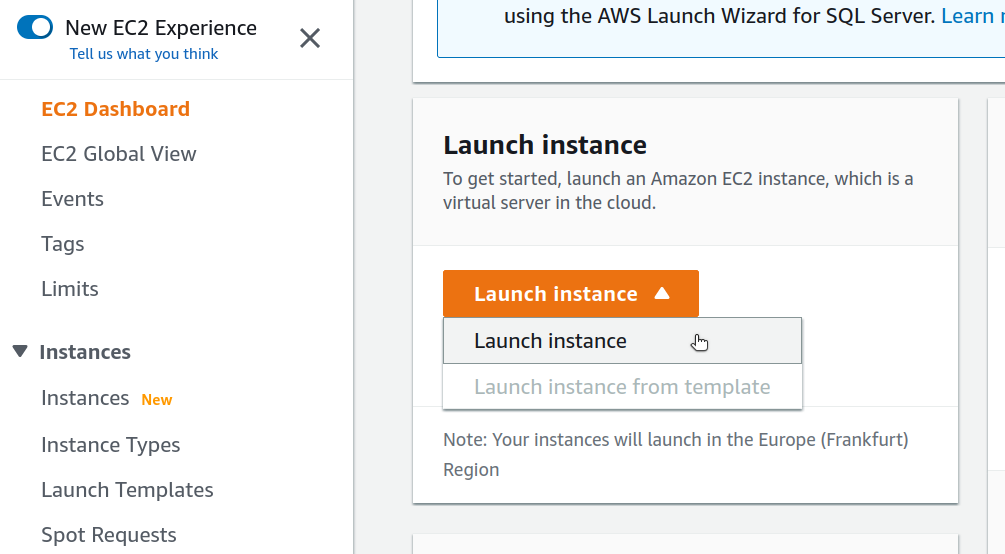 New EC2 Experience
Tell us what you think
EC2 Dashboard
EC2 Global View
Events
Tags
Limits
Instances
Instances New
Instance Types
Launch Templates
Spot Requests
using the AWS Launch Wizard for SQL Server. Learn
Launch instance
To get started, launch an Amazon EC2 instance, which is a
virtual server in the cloud.
Launch instance
Launch instance
Launch instance from template
Note: Your instances will launch in the Europe (Frankfurt)
Region